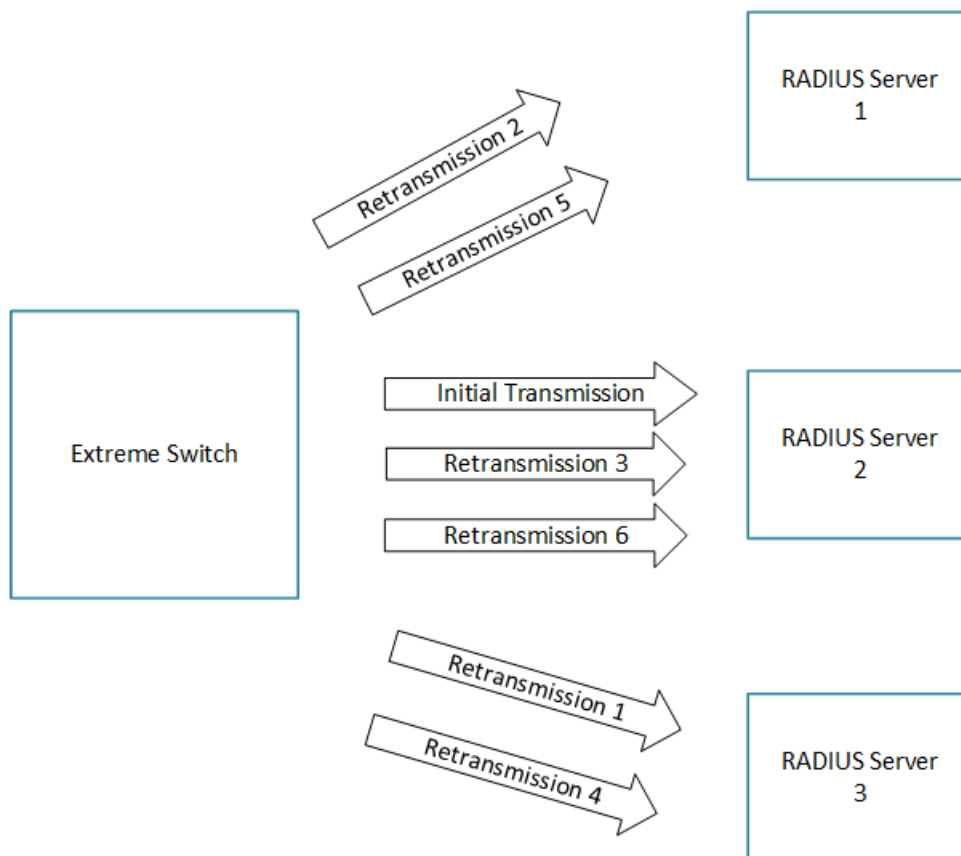 RADIUS Server
1
Retransmission 2
Retransmission 5
Extreme Switch
Initial Transmission
Retransmission 3
Retransmission 6
RADIUS Server
2
Retransmission 1
Retransmission 4
RADIUS Server
3